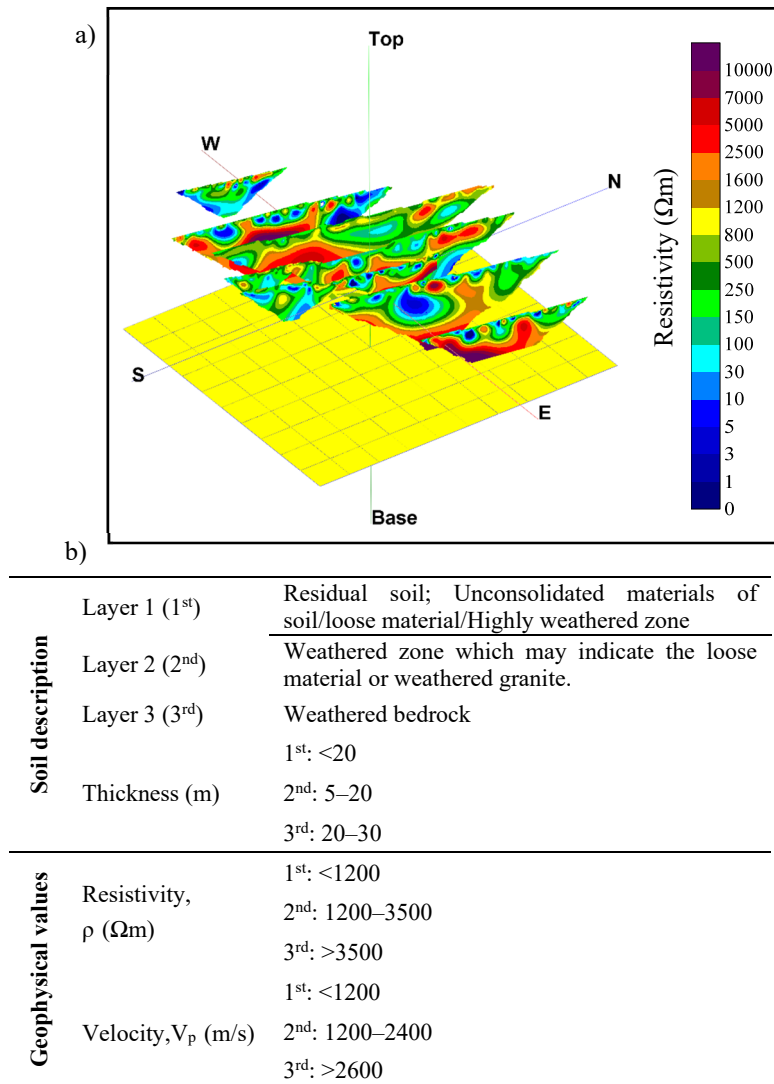 a)
Top
W
N
S
E
Base
Resistivity (Ωm)
10000
7000
5000
2500
1600
1200
800
500
250
150
100
30
10
5
3
1
0
b)
Soil description
Layer 1 (1st)
Residual soil; Unconsolidated materials of
soil/loose material/Highly weathered zone
Layer 2 (2nd)
Weathered zone which may indicate the loose
material or weathered granite.
Layer 3 (3rd)
Weathered bedrock
Thickness (m)
1st: <20
2nd: 5–20
3rd: 20–30
Geophysical values
Resistivity,
ρ (Ωm)
1st: <1200
2nd: 1200–3500
3rd: >3500
Velocity,Vp (m/s)
1st: <1200
2nd: 1200–2400
3rd: >2600